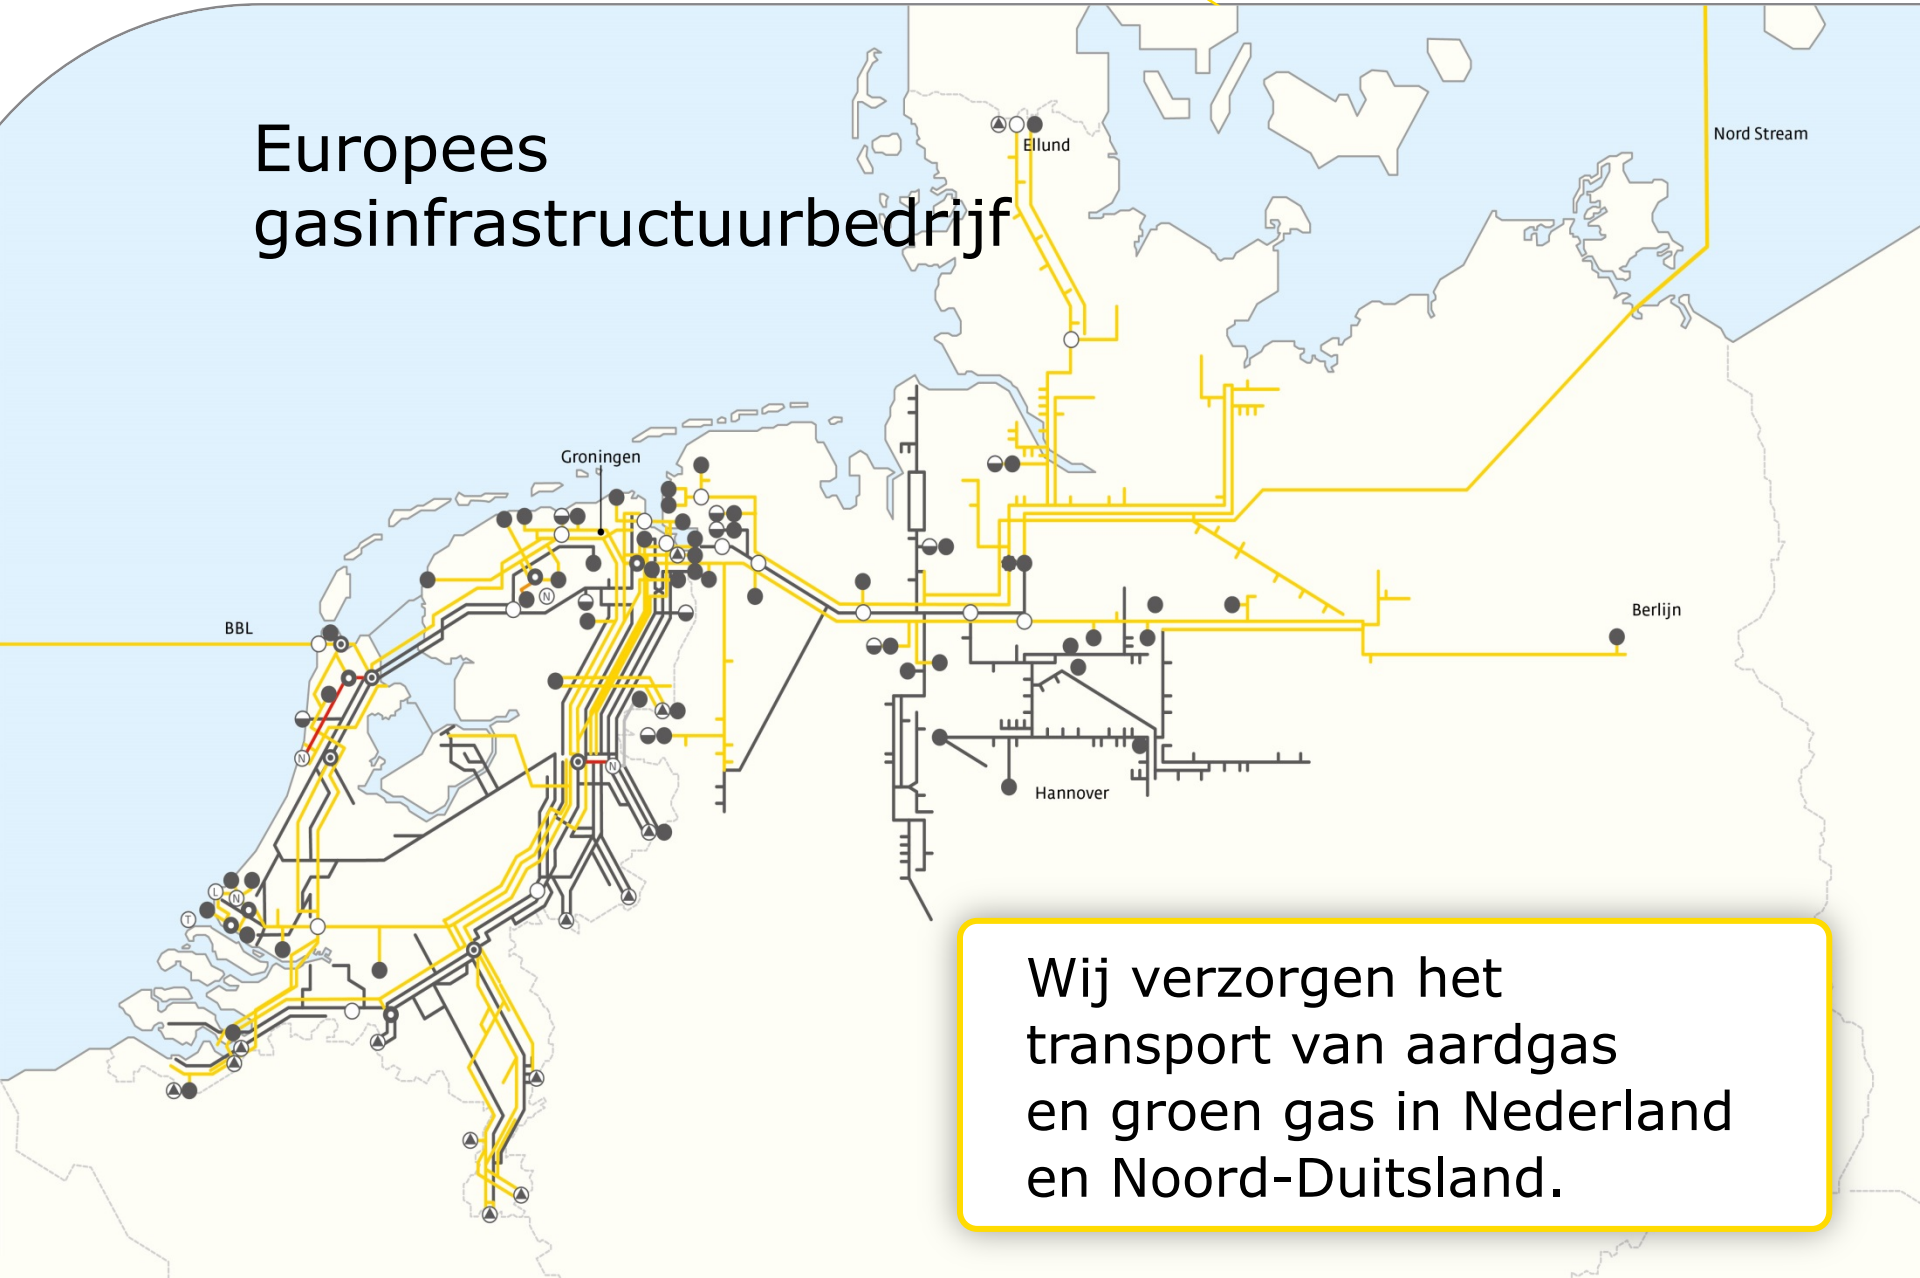 Europees
gasinfrastructuurbedrijf
Ellund
Nord Stream
Groningen
N
BBL
Berlijn
N
N
Hannover
L
N
T
Wij verzorgen het
transport van aardgas
en groen gas in Nederland
en Noord-Duitsland.